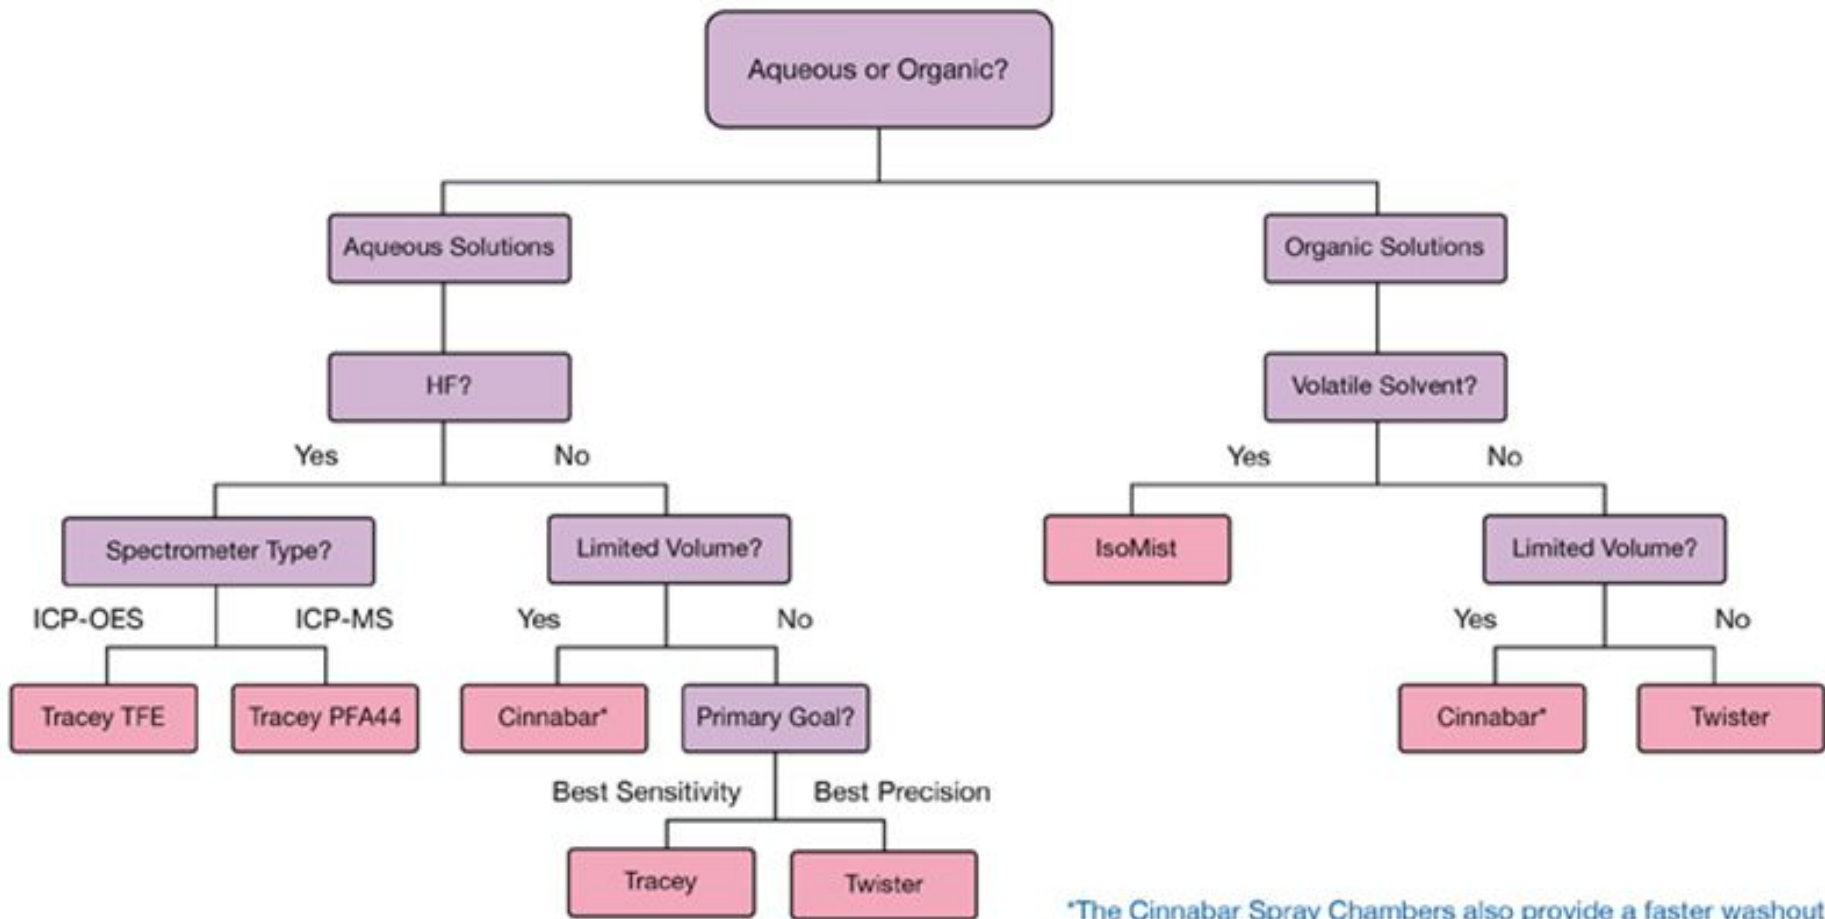 Aqueous or Organic?
Aqueous Solutions
Organic Solutions
HF?
Volatile Solvent?
Yes
No
Yes
No
Spectrometer Type?
Limited Volume?
IsoMist
Limited Volume?
ICP-OES
ICP-MS
Yes
No
Yes
No
Tracey TFE
Tracey PFA44
Cinnabar*
Primary Goal?
Cinnabar*
Twister
Best Sensitivity
Best Precision
Tracey
Twister
*The Cinnabar Spray Chambers also provide a faster washout